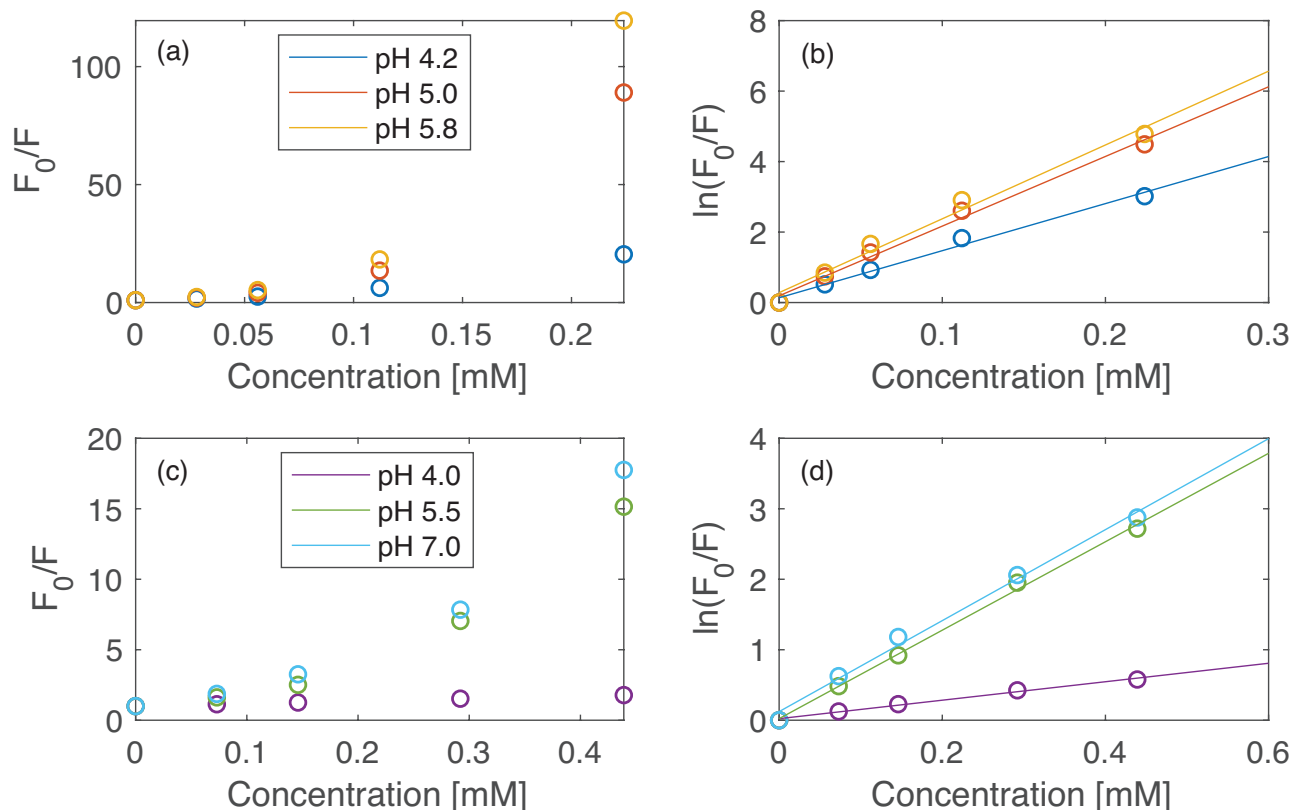 (a)
pH 4.2
pH 5.0
pH 5.8
F0/F
100
50
0
0 0.05 0.1 0.15 0.2
Concentration [mM]
(b)
ln(F0/F)
8
6
4
2
0
0 0.1 0.2 0.3
Concentration [mM]
(c)
pH 4.0
pH 5.5
pH 7.0
F0/F
20
15
10
5
0
0 0.1 0.2 0.3 0.4
Concentration [mM]
(d)
ln(F0/F)
4
3
2
1
0
0 0.2 0.4 0.6
Concentration [mM]